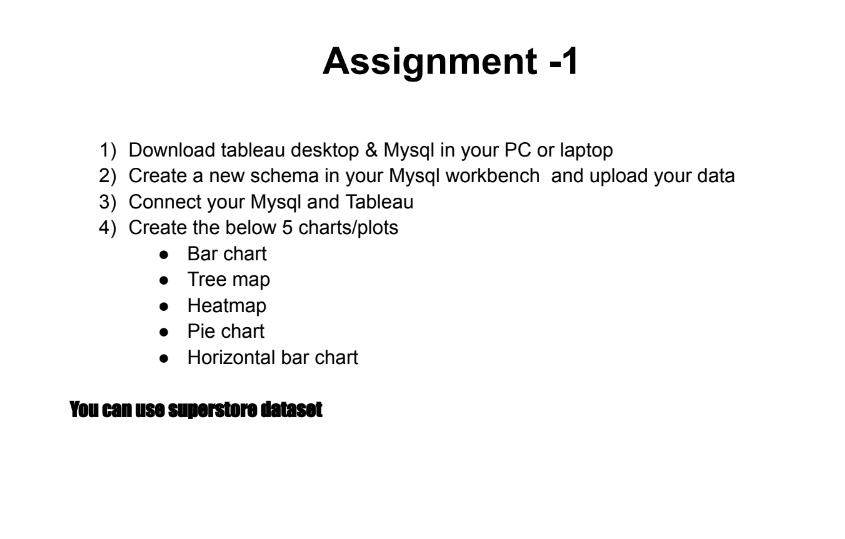 Assignment -1
1) Download tableau desktop & Mysql in your PC or laptop
2) Create a new schema in your Mysql workbench  and upload your data
3) Connect your Mysql and Tableau
4) Create the below 5 charts/plots
● Bar chart
● Tree map
● Heatmap
● Pie chart
● Horizontal bar chart
You can use superstore dataset